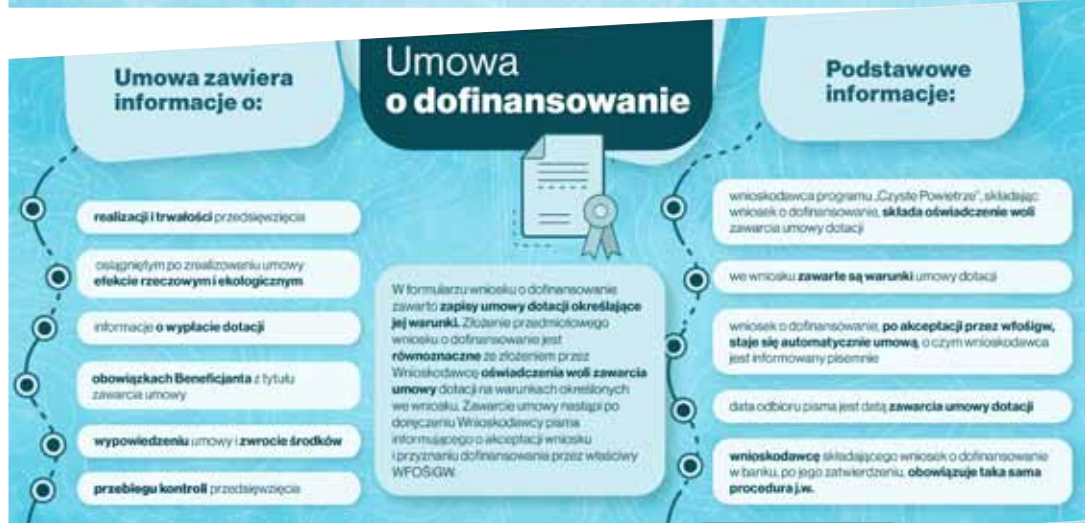 Umowa zawiera
informacje o:
realizacji i trwałości przedsięwzięcia
osiągniętym po zrealizowaniu umowy
efekcie rzeczowym i ekologicznym
informacje o wypłacie dotacji
obowiązkach Beneficjanta z tytułu
zawarcia umowy
wypowiedzeniu umowy i zwrocie środków
przebiegu kontroli przedsięwzięcia
Umowa
o dofinansowanie
W formularzu wniosku o dofinansowanie
zawarto zapisy umowy dotacji określające
jej warunki. Złożenie przedmiotowego
wniosku o dofinansowanie jest
równoznaczne ze złożeniem przez
Wnioskodawcę oświadczenia woli zawarcia
umowy dotacji na warunkach określonych
we wniosku. Zawarcie umowy nastąpi po
doręczeniu Wnioskodawcy pisma
informującego o akceptacji wniosku
i przyznaniu dofinansowania przez właściwy
WFOŚiGW.
Podstawowe
informacje:
wnioskodawca programu „Czyste Powietrze”, składając
wniosek o dofinansowanie, składa oświadczenie woli
zawarcia umowy dotacji
we wniosku zawarte są warunki umowy dotacji
wniosek o dofinansowanie, po akceptacji przez wfośigw,
staje się automatycznie umową, o czym wnioskodawca
jest informowany pisemnie
data odbioru pisma jest datą zawarcia umowy dotacji
wnioskodawcę składającego wniosek o dofinansowanie
w banku, po jego zatwierdzeniu, obowiązuje taka sama
procedura j.w.